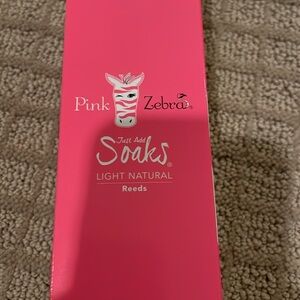 Pink Zebra
Just Add
Soaks®
LIGHT NATURAL
Reeds